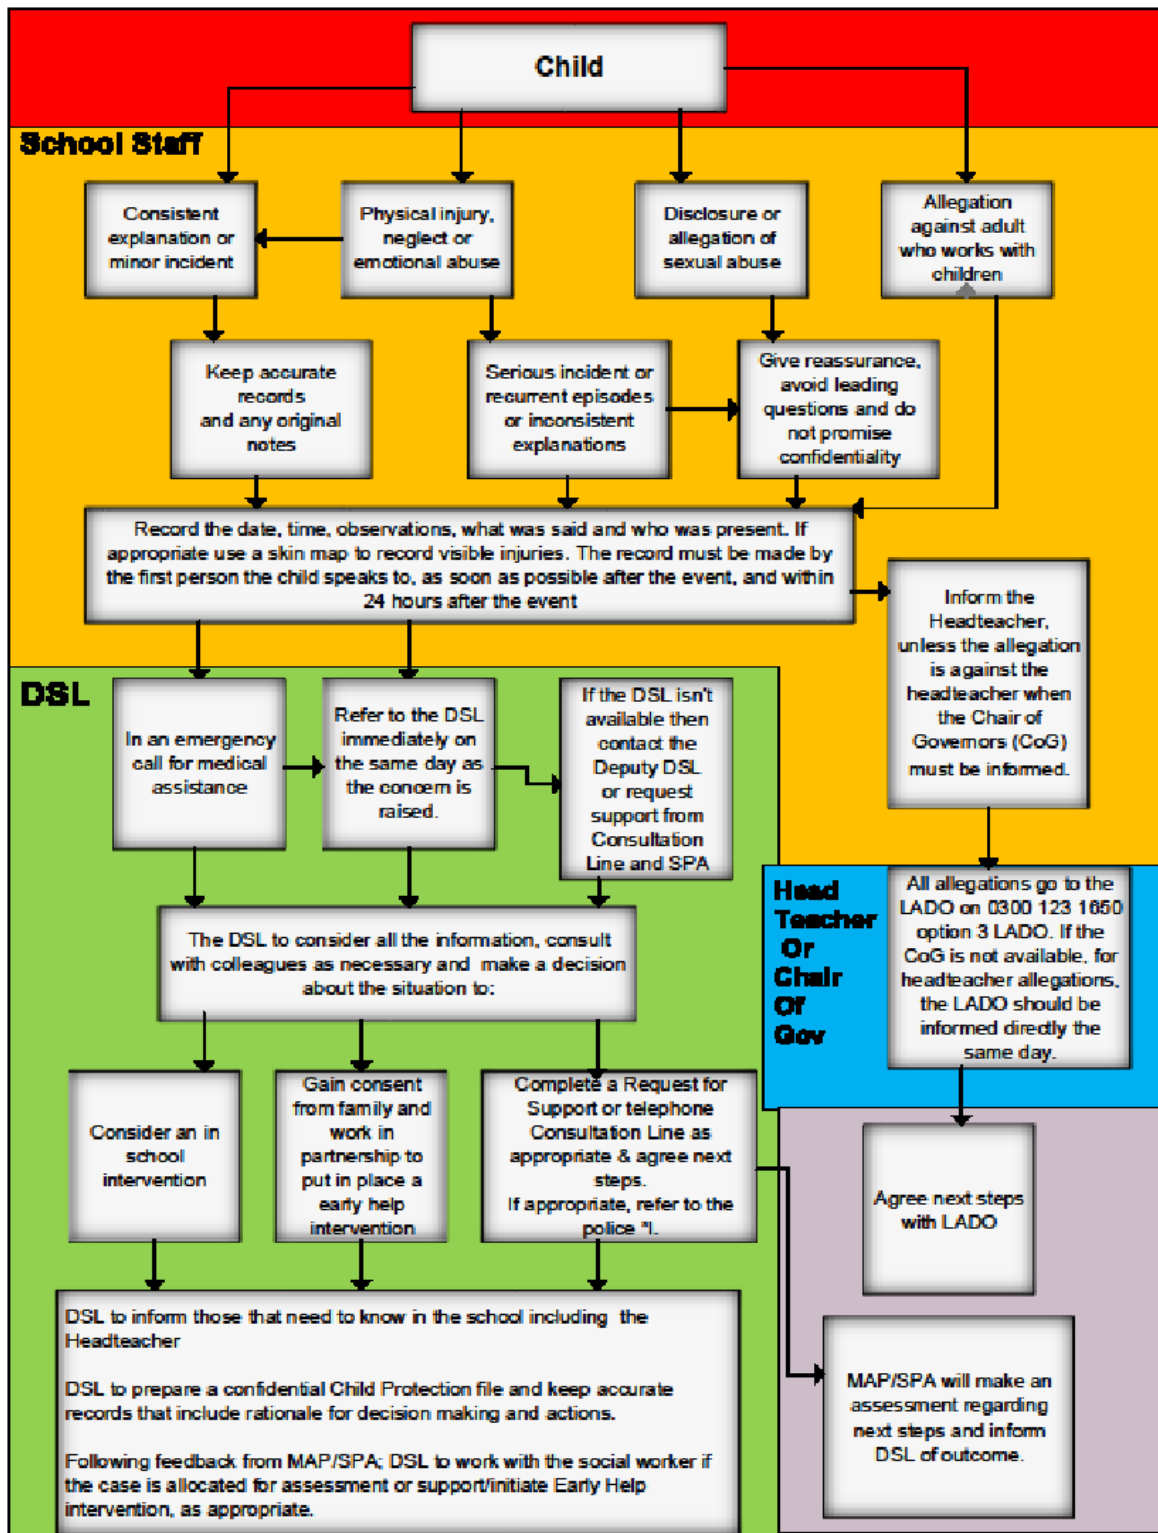 Child
School Staff
Consistent
explanation or
minor incident
Physical injury,
neglect or
emotional abuse
Disclosure or
allegation of
sexual abuse
Allegation
against adult
who works with
children
Keep accurate
records
and any original
notes
Serious incident or
recurrent episodes
or inconsistent
explanations
Give reassurance,
avoid leading
questions and do
not promise
confidentiality
Record the date, time, observations, what was said and who was present. If
appropriate use a skin map to record visible injuries. The record must be made by
the first person the child speaks to, as soon as possible after the event, and within
24 hours after the event
Inform the
Headteacher,
unless the allegation
is against the
headteacher when
the Chair of
Governors (CoG)
must be informed.
DSL
In an emergency
call for medical
assistance
Refer to the DSL
immediately on
the same day as
the concern is
raised.
If the DSL isn't
available then
contact the
Deputy DSL
or request
support from
Consultation
Line and SPA
Head
Teacher
Or
Chair
Of
Gov
All allegations go to the
LADO on 0300 123 1650
option 3 LADO. If the
CoG is not available, for
headteacher allegations,
the LADO should be
informed directly the
same day.
The DSL to consider all the information, consult
with colleagues as necessary and make a decision
about the situation to:
Consider an in
school
intervention
Gain consent
from family and
work in
partnership to
put in place a
early help
intervention
Complete a Request for
Support or telephone
Consultation Line as
appropriate & agree next
steps.
If appropriate, refer to the
police
Agree next steps
with LADO
DSL to inform those that need to know in the school including the
Headteacher
DSL to prepare a confidential Child Protection file and keep accurate
records that include rationale for decision making and actions.
Following feedback from MAP/SPA; DSL to work with the social worker if
the case is allocated for assessment or support/initiate Early Help
intervention, as appropriate.
MAP/SPA will make an
assessment regarding
next steps and inform
DSL of outcome.